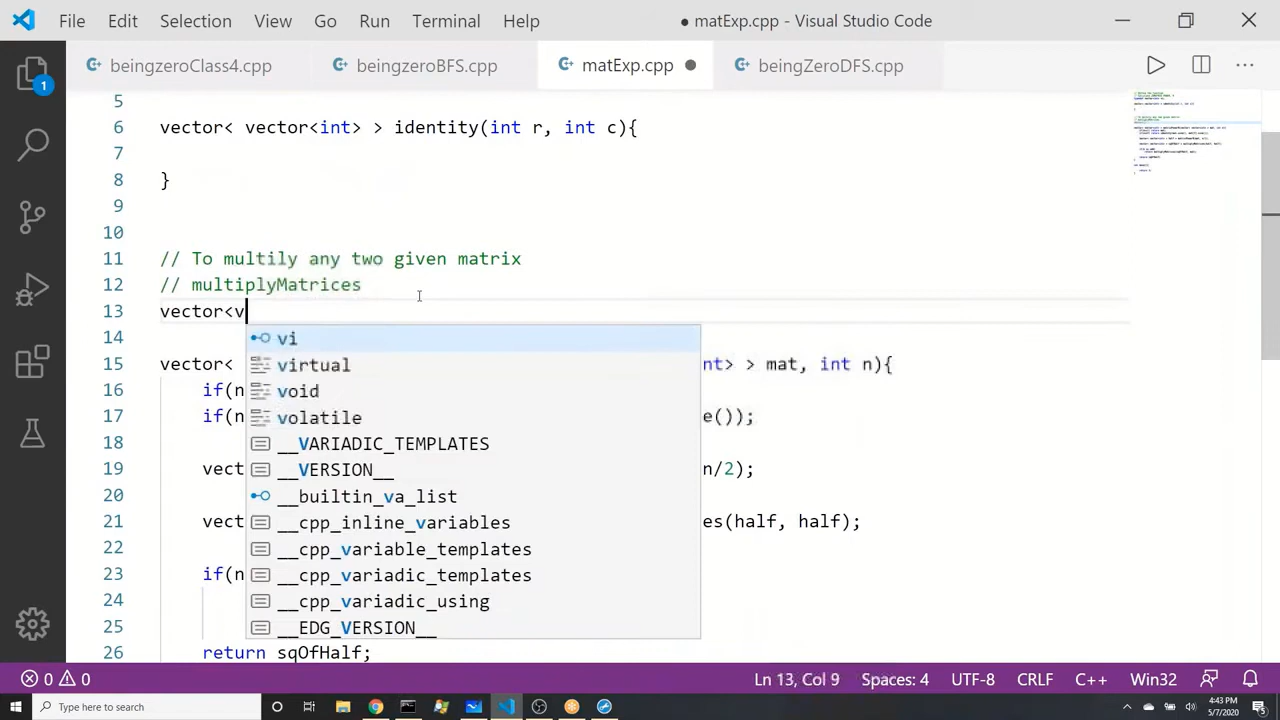 File Edit Selection View Go Run Terminal Help ● matExp.cpp - Visual Studio Code
beingzeroClass4.cpp beingzeroBFS.cpp matExp.cpp beingZeroDFS.cpp
1
5
6 vector< vector<int> > identity(int r, int c){
7
8 }
9
10
11 // To multily any two given matrix
12 // multiplyMatrices
13 vector<v
vi
14
virtual
15 vector< nt> > mat, int n){
16 if(n
void
17 if(n e());
volatile
18
__VARIADIC_TEMPLATES
19 vect n/2);
__VERSION__
20
__builtin_va_list
21 vect es(half, half);
__cpp_inline_variables
22
__cpp_variable_templates
23 if(n
__cpp_variadic_templates
24
__cpp_variadic_using
25
__EDG_VERSION__
26 return sqOfHalf;
0 0 Ln 13, Col 9 Spaces: 4 UTF-8 CRLF C++ Win32
Type here to search
4:43 PM
5/7/2020